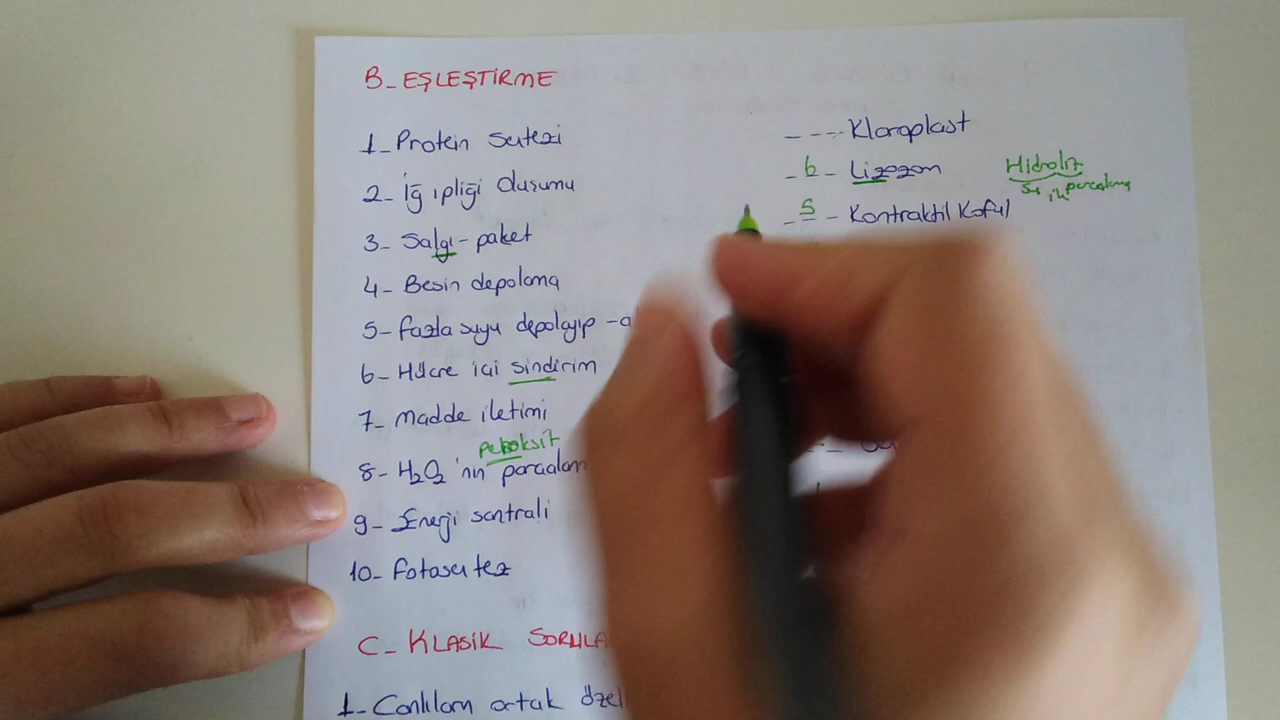 B_ EŞLEŞTİRME
1_ Protein sentezi
2_ İğ ipliği oluşumu
3_ Salgı - paket
4_ Besin depolama
5_ fazla suyu depolayıp - a
6_ Hücre içi sindirim
7_ Madde iletimi
peroksit
8_ H2O2 'nin parçalan
9_ Enerji santrali
10_ fotosentez
C_ KLASİK SORULA
1_ Canlıların ortak özel
_ --- Kloroplast
_ 6 _ Lizozom
Hidroliz
Su ile parçalama
_ 5 _ Kontraktil Koful